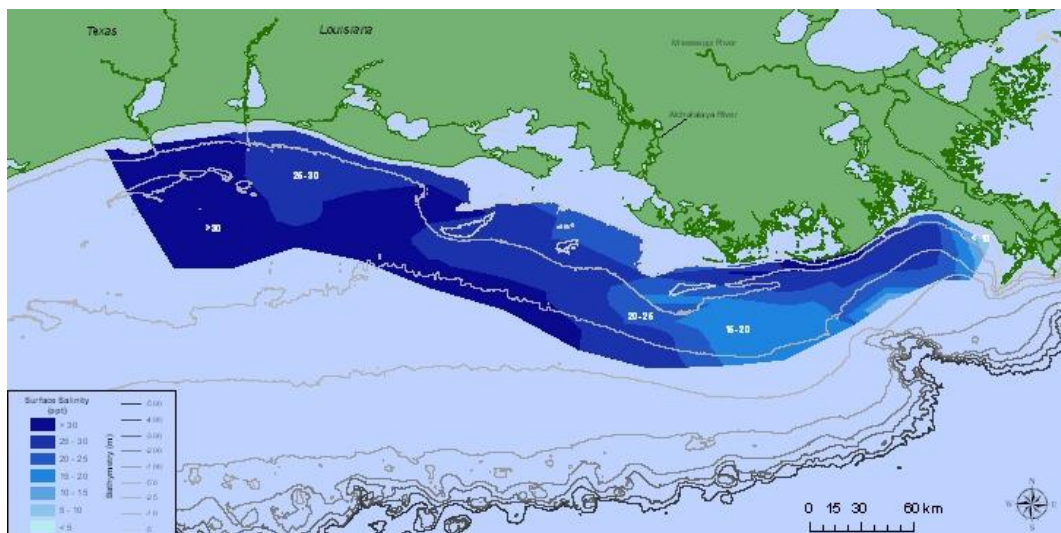 Texas
Louisiana
Mississippi River
Atchafalaya River
25-30
>30
20-25
15-20
Surface Salinity
(ppt)
> 30
25 - 30
20 - 25
15 - 20
10 - 15
5 - 10
< 5
Bathymetry (m)
0 15 30 60 km
N
W
E
S